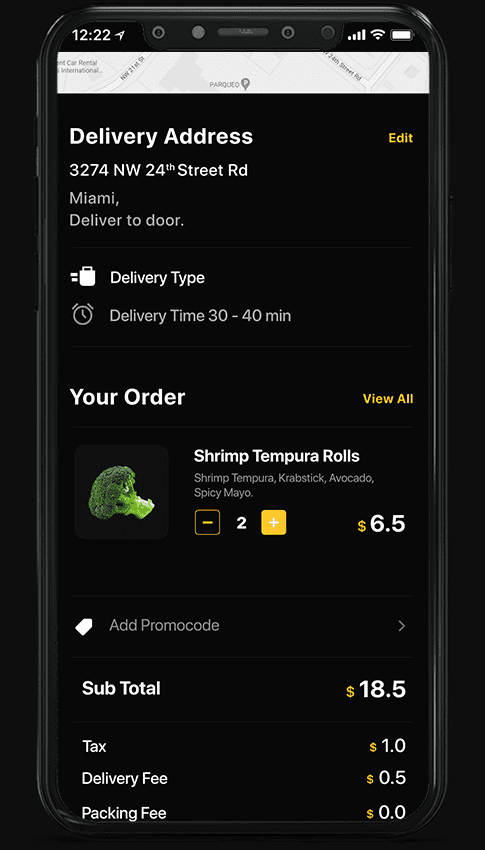 12:22
ent Car Rental
International...
NW 21st St
NW 24th Street Rd
PARQUEO P
Delivery Address
Edit
3274 NW 24th Street Rd
Miami,
Deliver to door.
Delivery Type
Delivery Time 30 - 40 min
Your Order
View All
Shrimp Tempura Rolls
Shrimp Tempura, Krabstick, Avocado,
Spicy Mayo.
2
$ 6.5
Add Promocode
Sub Total
$ 18.5
Tax
$ 1.0
Delivery Fee
$ 0.5
Packing Fee
$ 0.0